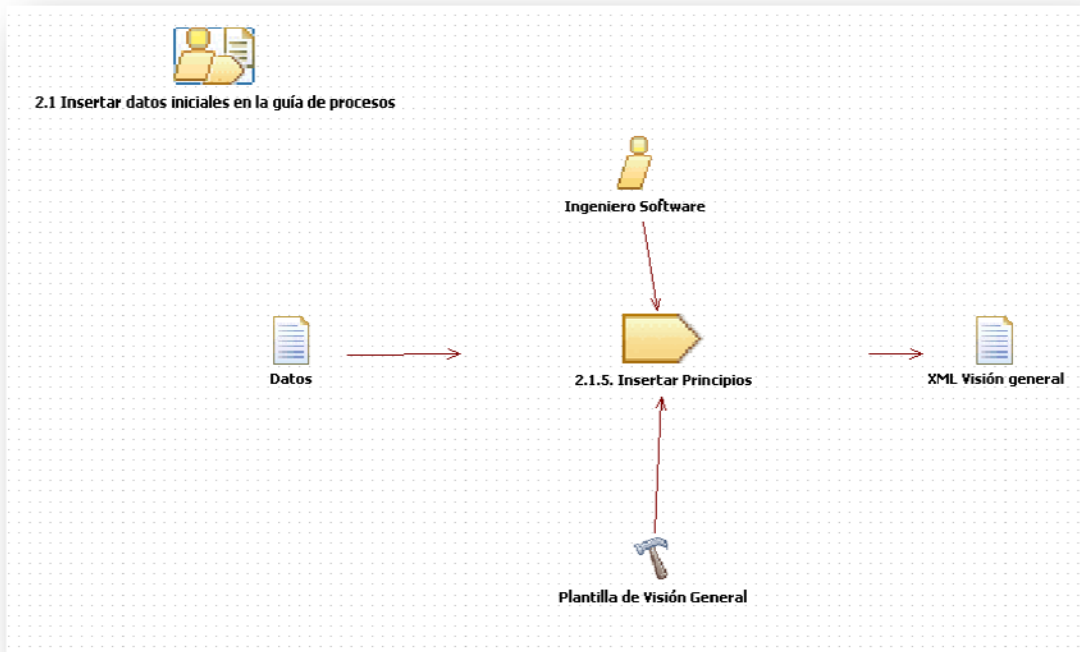 2.1 Insertar datos iniciales en la guía de procesos
Ingeniero Software
Datos
2.1.5. Insertar Principios
XML Visión general
Plantilla de Visión General